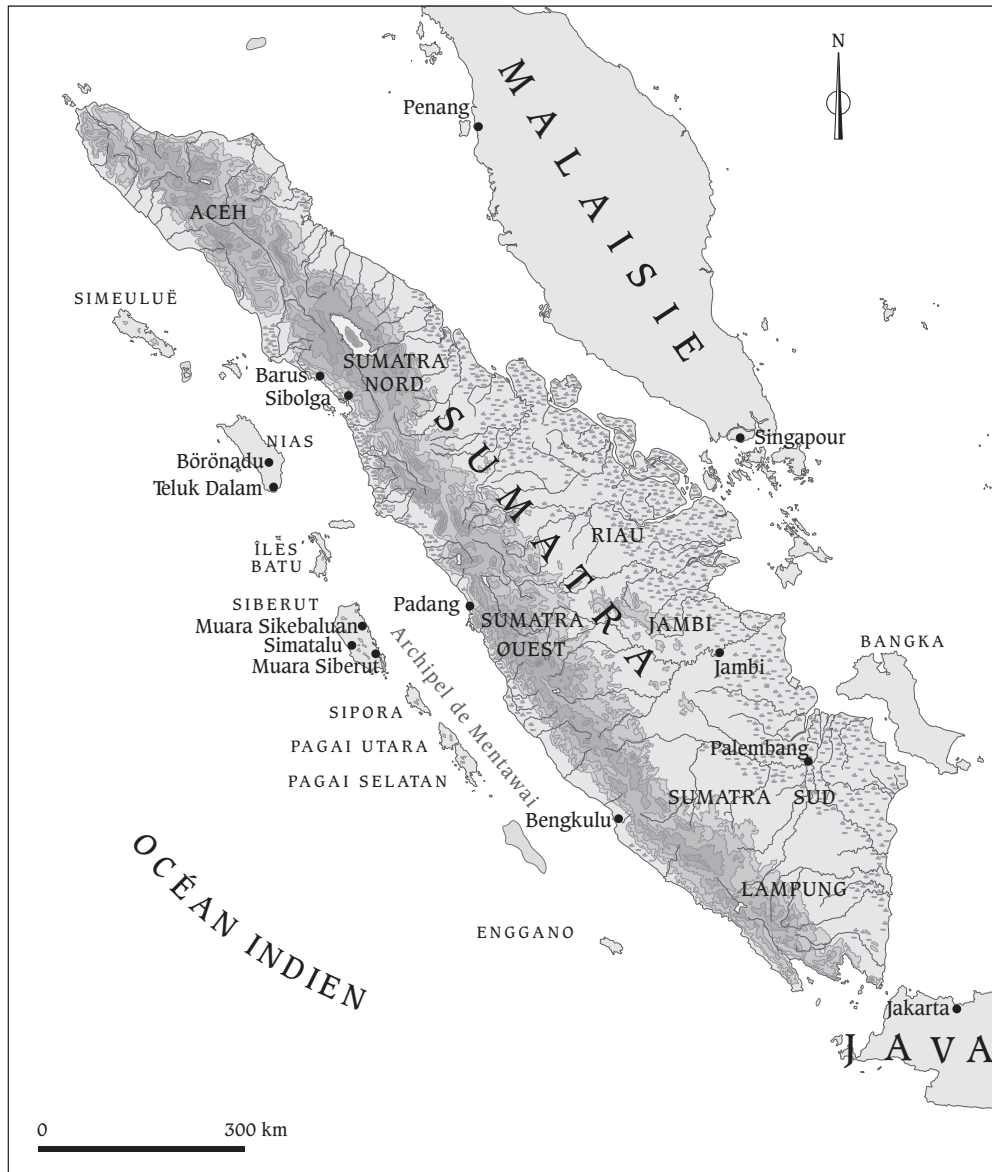 N
MALAISIE
Penang
ACEH
SIMEULUË
SUMATRA
NORD
Barus
Sibolga
SUMATRA
NIAS
Singapour
Börönadu
Teluk Dalam
RIAU
ÎLES
BATU
SIBERUT
Padang
SUMATRA
OUEST
JAMBI
Muara Sikebaluan
Simatalu
Muara Siberut
Archipel de Mentawai
Jambi
BANGKA
SIPORA
PAGAI UTARA
PAGAI SELATAN
Palembang
SUMATRA SUD
Bengkulu
OCÉAN INDIEN
LAMPUNG
ENGGANO
Jakarta
JAVA
0 300 km